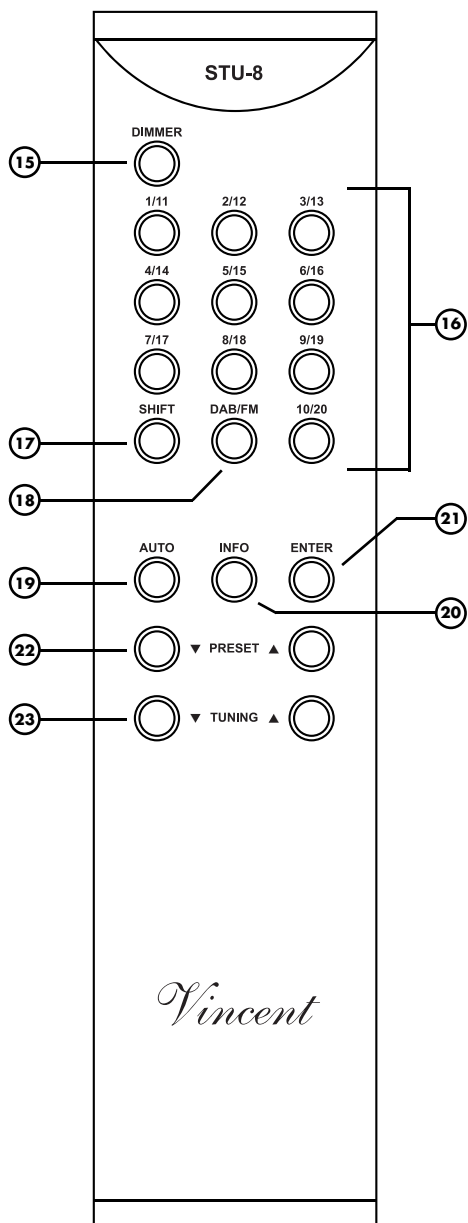 STU-8
DIMMER
15
1/11 2/12 3/13
4/14 5/15 6/16
16
7/17 8/18 9/19
SHIFT DAB/FM 10/20
17
18
21
AUTO INFO ENTER
19
20
22 ▼ PRESET ▲
23 ▼ TUNING ▲
Vincent